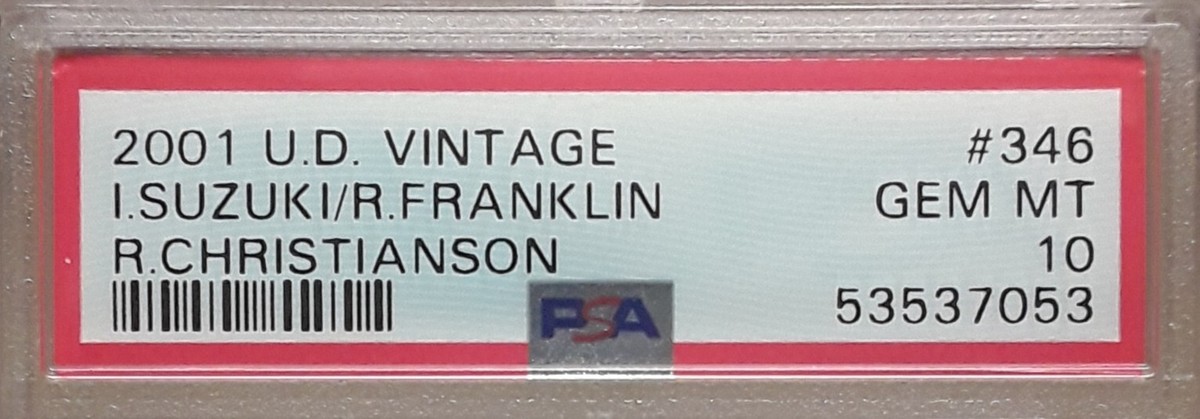 2001 U.D. VINTAGE #346
I.SUZUKI/R.FRANKLIN GEM MT
R.CHRISTIANSON 10
53537053
PSA